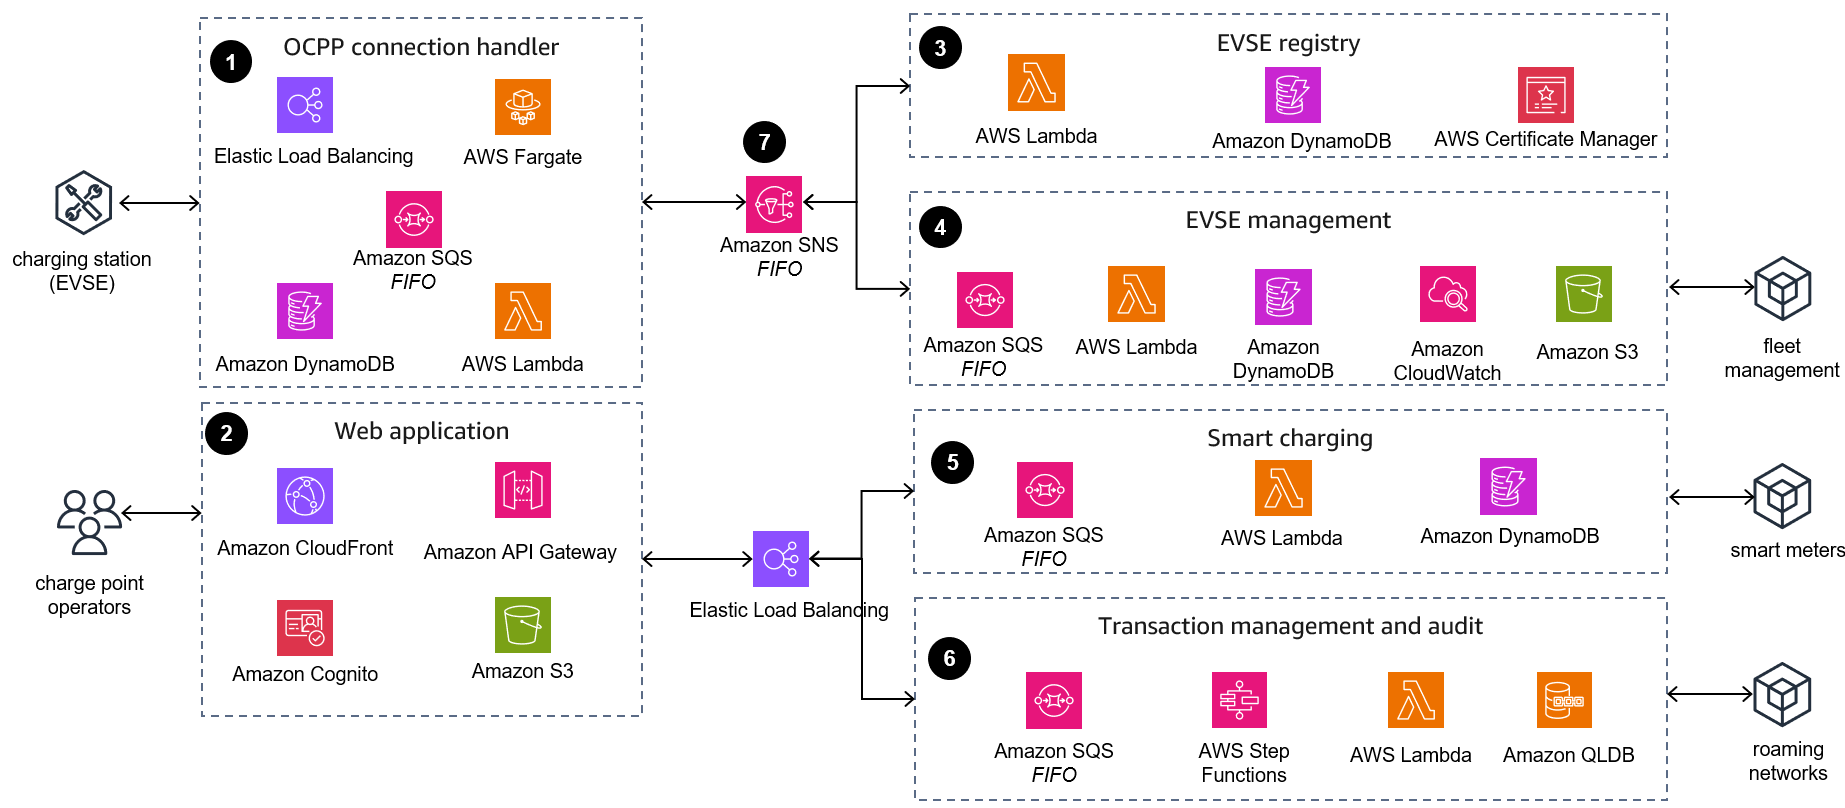 1
OCPP connection handler
Elastic Load Balancing
AWS Fargate
Amazon SQS
FIFO
Amazon DynamoDB
AWS Lambda
charging station
(EVSE)
2
Web application
Amazon CloudFront
Amazon API Gateway
Amazon Cognito
Amazon S3
charge point
operators
7
Amazon SNS
FIFO
Elastic Load Balancing
3
EVSE registry
AWS Lambda
Amazon DynamoDB
AWS Certificate Manager
4
EVSE management
Amazon SQS
FIFO
AWS Lambda
Amazon
DynamoDB
Amazon
CloudWatch
Amazon S3
fleet
management
5
Smart charging
Amazon SQS
FIFO
AWS Lambda
Amazon DynamoDB
smart meters
6
Transaction management and audit
Amazon SQS
FIFO
AWS Step
Functions
AWS Lambda
Amazon QLDB
roaming
networks